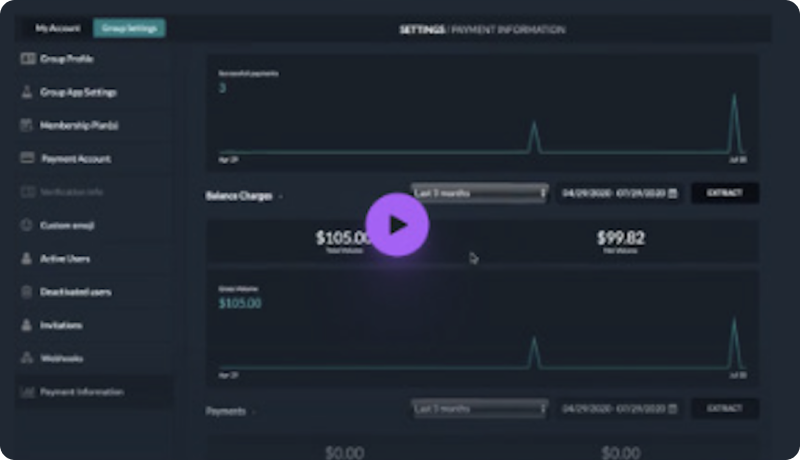 My Account Group Settings SETTINGS / PAYMENT INFORMATION
Group Profile
Group App Settings
Membership Plan(s)
Payment Account
Verification Info
Custom emoji
Active Users
Deactivated users
Invitations
Webhooks
Payment Information
Successful payments
3
Apr 29 Jul 28
Balance Charges Last 3 months 04/29/2020 - 07/29/2020 EXTRACT
$105.00 $99.82
Total Volume Net Volume
Gross Volume
$105.00
Apr 29 Jul 28
Payments Last 3 months 04/29/2020 - 07/29/2020 EXTRACT
$0.00 $0.00